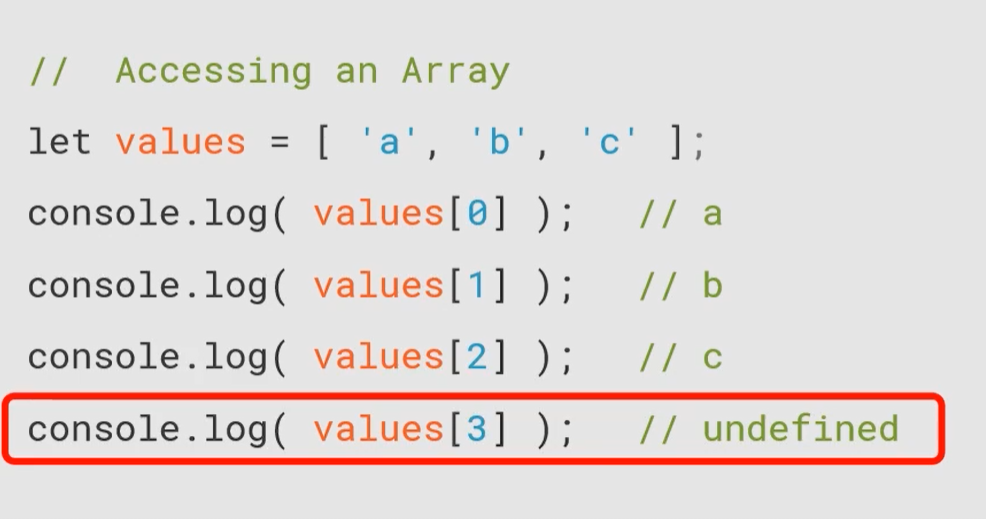 //  Accessing an Array
let values = [ 'a', 'b', 'c' ];
console.log( values[0] );   // a
console.log( values[1] );   // b
console.log( values[2] );   // c
console.log( values[3] );   // undefined